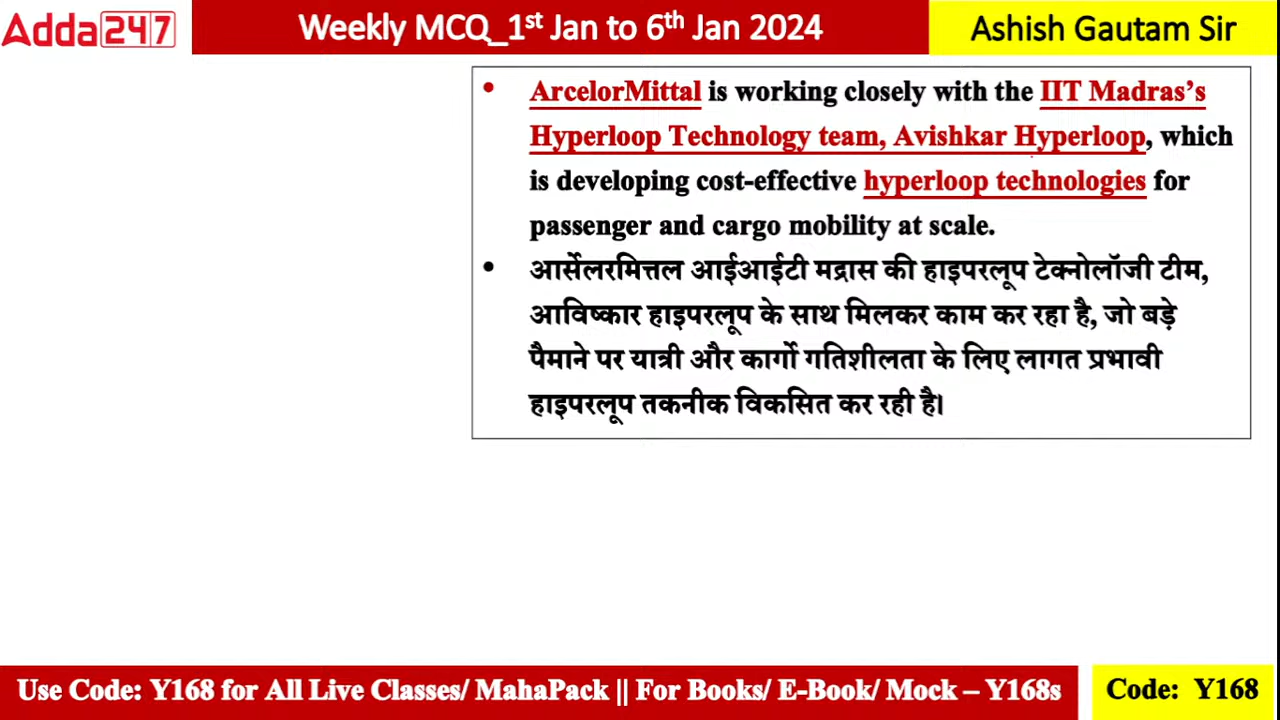 Adda247
Weekly MCQ_1st Jan to 6th Jan 2024
Ashish Gautam Sir
• ArcelorMittal is working closely with the IIT Madras's
Hyperloop Technology team, Avishkar Hyperloop, which
is developing cost-effective hyperloop technologies for
passenger and cargo mobility at scale.
• आर्सेलरमित्तल आईआईटी मद्रास की हाइपरलूप टेक्नोलॉजी टीम,
आविष्कार हाइपरलूप के साथ मिलकर काम कर रहा है, जो बड़े
पैमाने पर यात्री और कार्गो गतिशीलता के लिए लागत प्रभावी
हाइपरलूप तकनीक विकसित कर रही है।
Use Code: Y168 for All Live Classes/ MahaPack || For Books/ E-Book/ Mock – Y168s
Code: Y168